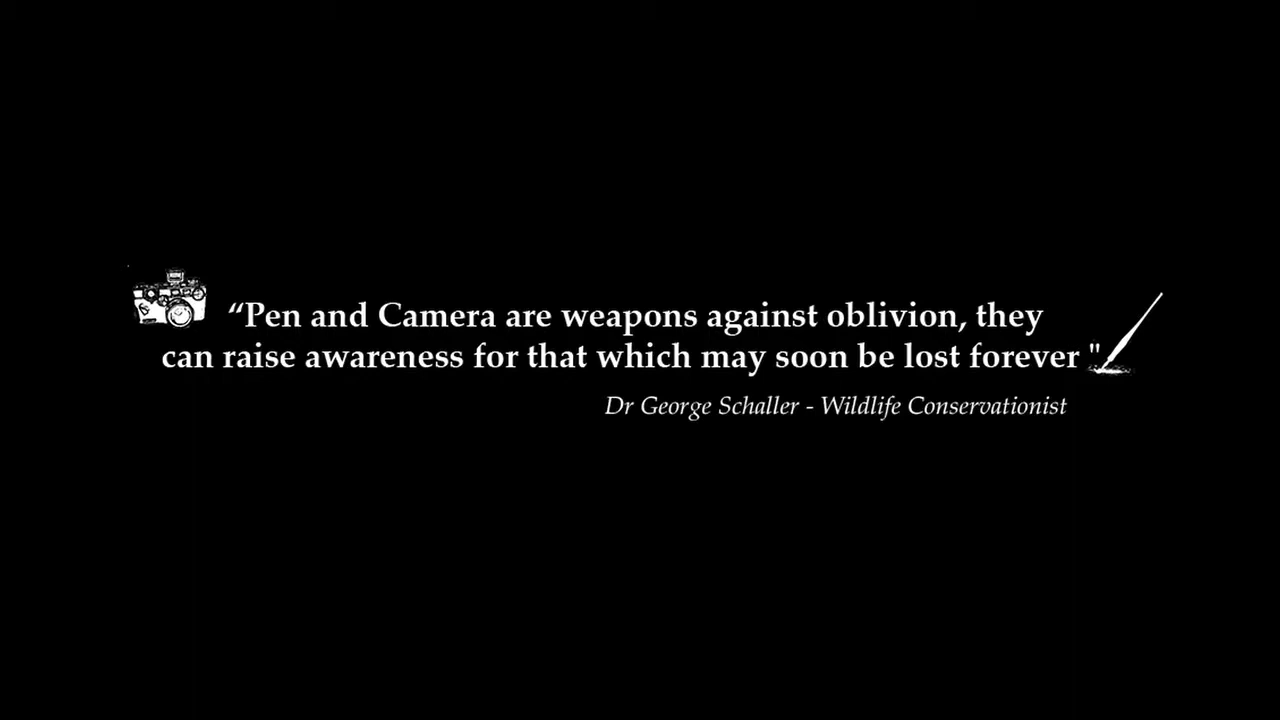 “Pen and Camera are weapons against oblivion, they
can raise awareness for that which may soon be lost forever ".
Dr George Schaller - Wildlife Conservationist